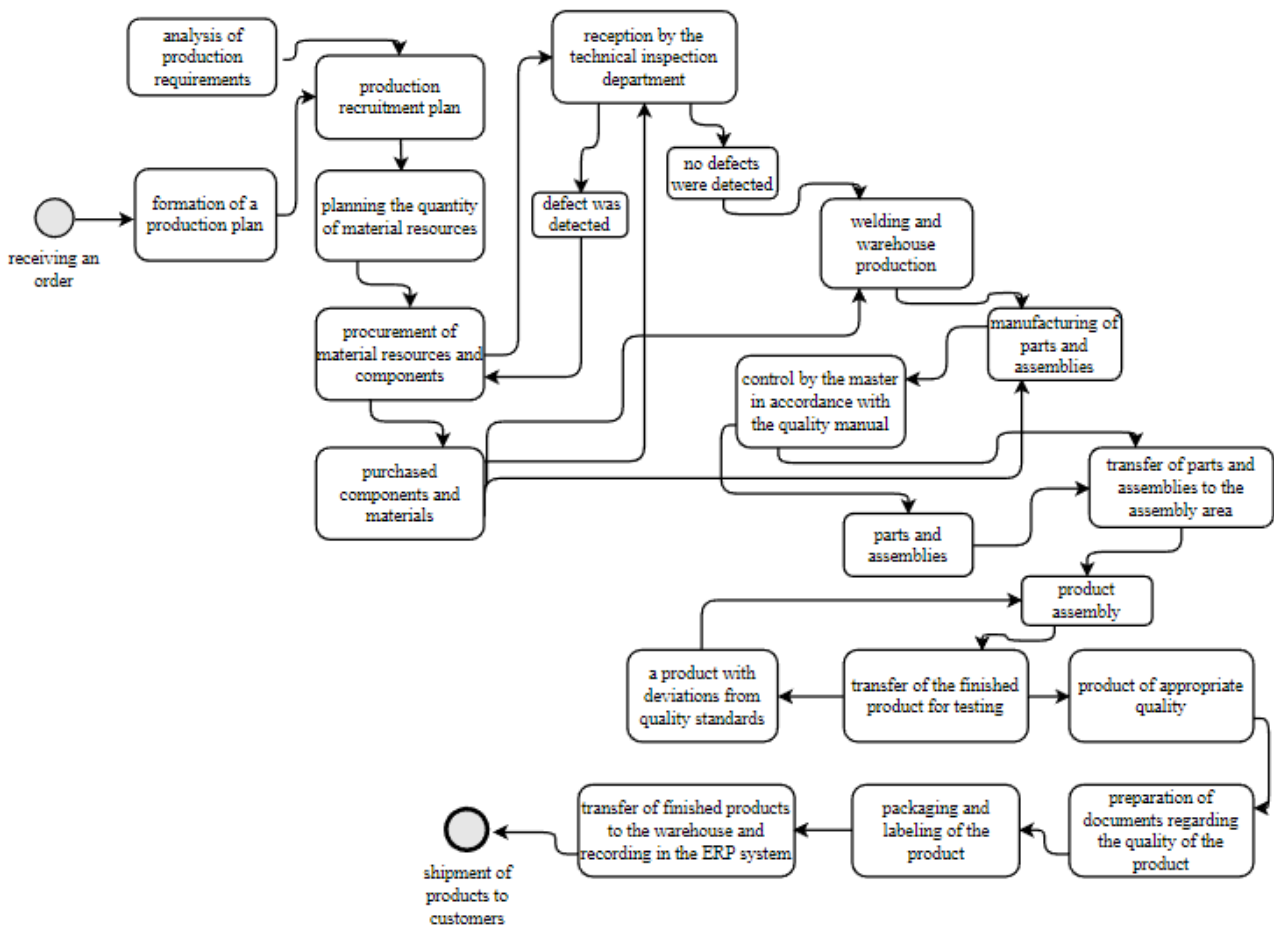 analysis of
production
requirements
production
recruitment plan
reception by the
technical inspection
department
no defects
were detected
formation of a
production plan
planning the quantity
of material resources
defect was
detected
welding and
warehouse
production
receiving an
order
procurement of
material resources and
components
manufacturing of
parts and
assemblies
control by the master
in accordance with
the quality manual
purchased
components and
materials
transfer of parts and
assemblies to the
assembly area
parts and
assemblies
product
assembly
a product with
deviations from
quality standards
transfer of the finished
product for testing
product of appropriate
quality
transfer of finished products
to the warehouse and
recording in the ERP system
packaging and
labeling of the
product
preparation of
documents regarding
the quality of the
product
shipment of
products to
customers